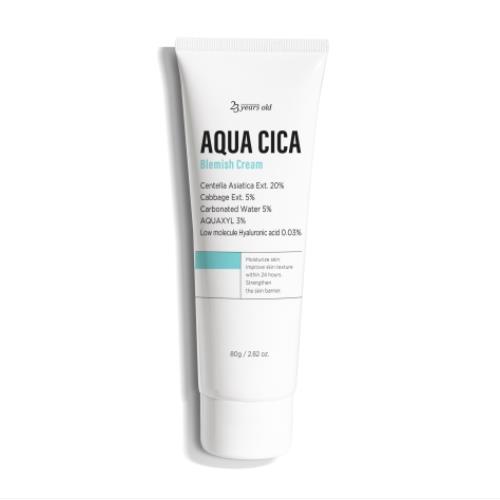 23 years old
AQUA CICA
Blemish Cream
Centella Asiatica Ext. 20%
Cabbage Ext. 5%
Carbonated Water 5%
AQUAXYL 3%
Low molecule Hyaluronic acid 0.03%
Moisturize skin.
Improve skin texture
within 24 hours.
Strengthen
the skin barrier.
80g / 2.82 oz.